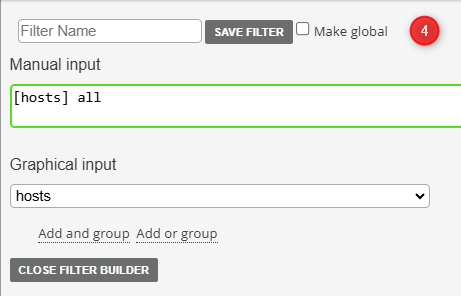 Filter Name SAVE FILTER Make global 4
Manual input
[hosts] all
Graphical input
hosts
Add and group Add or group
CLOSE FILTER BUILDER